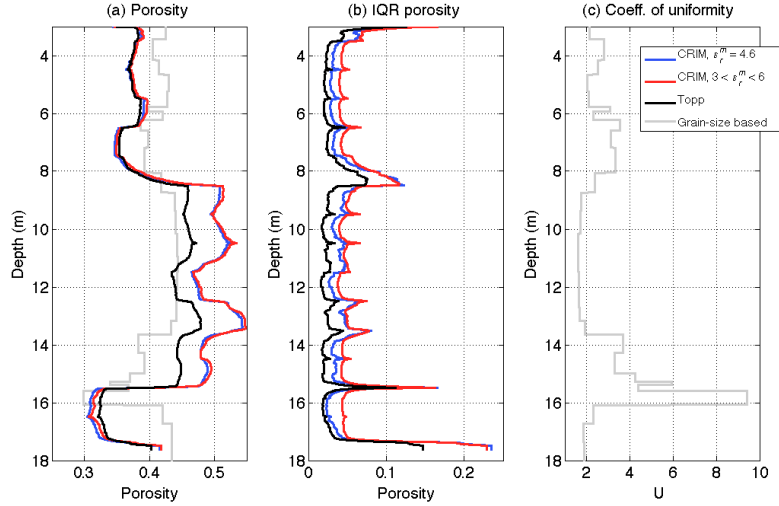 (a) Porosity
(b) IQR porosity
(c) Coeff. of uniformity
4
6
8
10
12
14
16
18
Depth (m)
0.3
0.4
0.5
Porosity
4
6
8
10
12
14
16
18
Depth (m)
0
0.1
0.2
Porosity
4
6
8
10
12
14
16
18
Depth (m)
2
4
6
8
10
U
CRIM, εᵣᵐ = 4.6
CRIM, 3 < εᵣᵐ < 6
Topp
Grain-size based